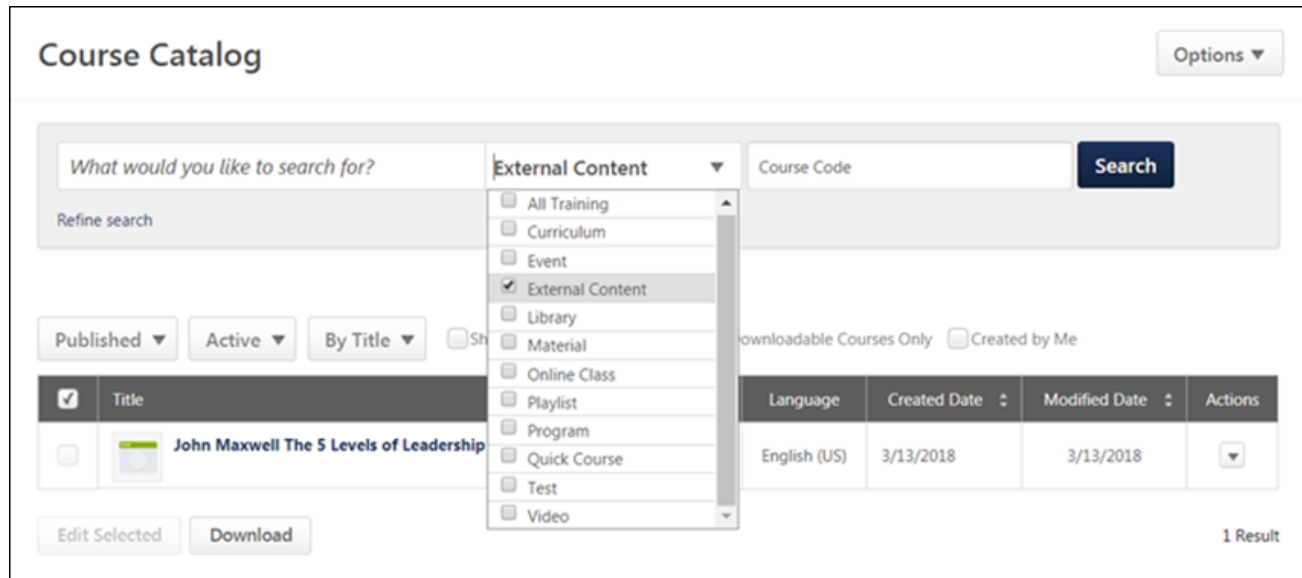 Course Catalog
Options
What would you like to search for?
External Content
Course Code
Search
Refine search
All Training
Curriculum
Event
External Content
Library
Material
Online Class
Playlist
Program
Quick Course
Test
Video
Published
Active
By Title
Courses Only
Created by Me
Title
Language
Created Date
Modified Date
Actions
John Maxwell The 5 Levels of Leadership
English (US)
3/13/2018
3/13/2018
Edit Selected
Download
1 Result